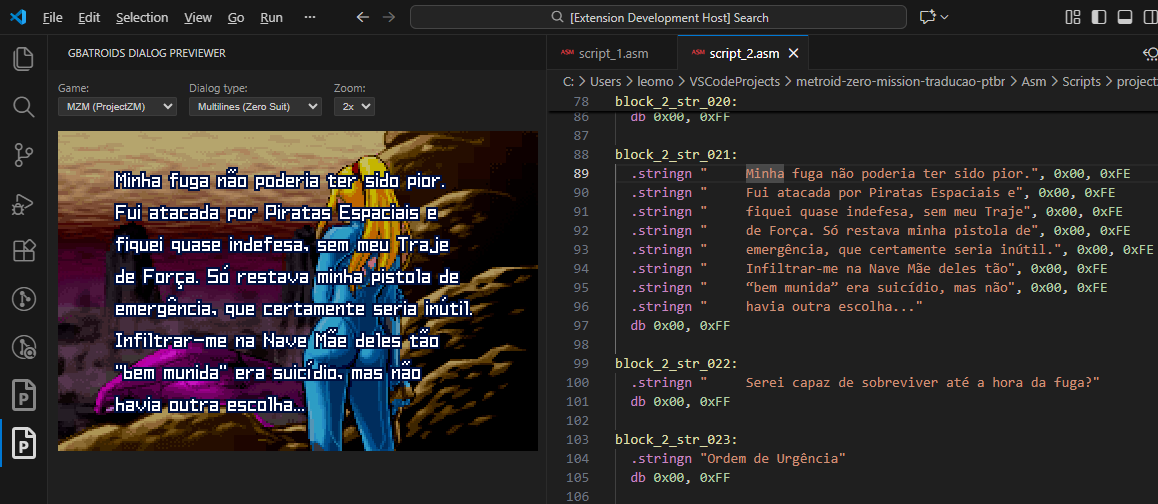 File Edit Selection View Go Run ··· [Extension Development Host] Search
GBATROIDS DIALOG PREVIEWER
Game: Dialog type: Zoom:
MZM (ProjectZM) Multilines (Zero Suit) 2x
Minha fuga não poderia ter sido pior.
Fui atacada por Piratas Espaciais e
fiquei quase indefesa, sem meu Traje
de Força. Só restava minha pistola de
emergência, que certamente seria inútil.
Infiltrar-me na Nave Mãe deles tão
"bem munida" era suicídio, mas não
havia outra escolha...
ASM script_1.asm ASM script_2.asm
C: > Users > leomo > VSCodeProjects > metroid-zero-mission-traducao-ptbr > Asm > Scripts > project
78 block_2_str_020:
86 db 0x00, 0xFF
87
88 block_2_str_021:
89 .stringn "     Minha fuga não poderia ter sido pior.", 0x00, 0xFE
90 .stringn "     Fui atacada por Piratas Espaciais e", 0x00, 0xFE
91 .stringn "     fiquei quase indefesa, sem meu Traje", 0x00, 0xFE
92 .stringn "     de Força. Só restava minha pistola de", 0x00, 0xFE
93 .stringn "     emergência, que certamente seria inútil.", 0x00, 0xFE
94 .stringn "     Infiltrar-me na Nave Mãe deles tão", 0x00, 0xFE
95 .stringn "     “bem munida” era suicídio, mas não", 0x00, 0xFE
96 .stringn "     havia outra escolha..."
97 db 0x00, 0xFF
98
99 block_2_str_022:
100 .stringn "     Serei capaz de sobreviver até a hora da fuga?"
101 db 0x00, 0xFF
102
103 block_2_str_023:
104 .stringn "Ordem de Urgência"
105 db 0x00, 0xFF
106